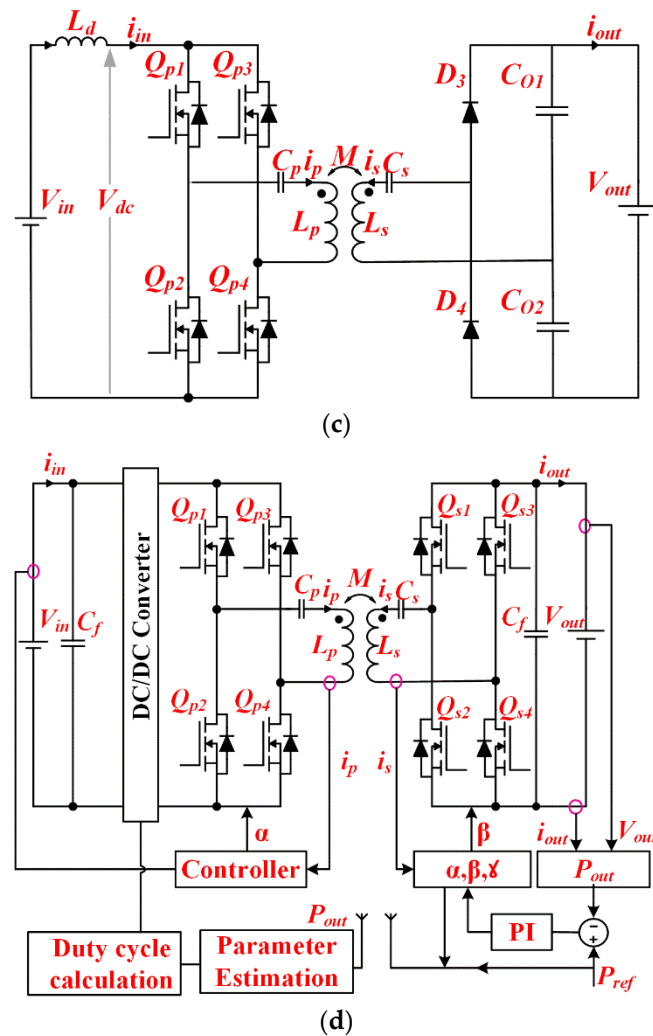 L_d i_in i_out
Q_p1 Q_p3 D_3 C_O1
C_p i_p M i_s C_s
V_in V_dc L_p L_s V_out
Q_p2 Q_p4 D_4 C_O2
(c)
i_in i_out
Q_p1 Q_p3 Q_s1 Q_s3
DC/DC Converter
C_p i_p M i_s C_s
V_in C_f L_p L_s C_f V_out
Q_p2 Q_p4 Q_s2 Q_s4
i_p i_s
α β i_out V_out
Controller α,β,ɤ P_out
P_out PI - +
Duty cycle calculation
Parameter Estimation
P_ref
(d)